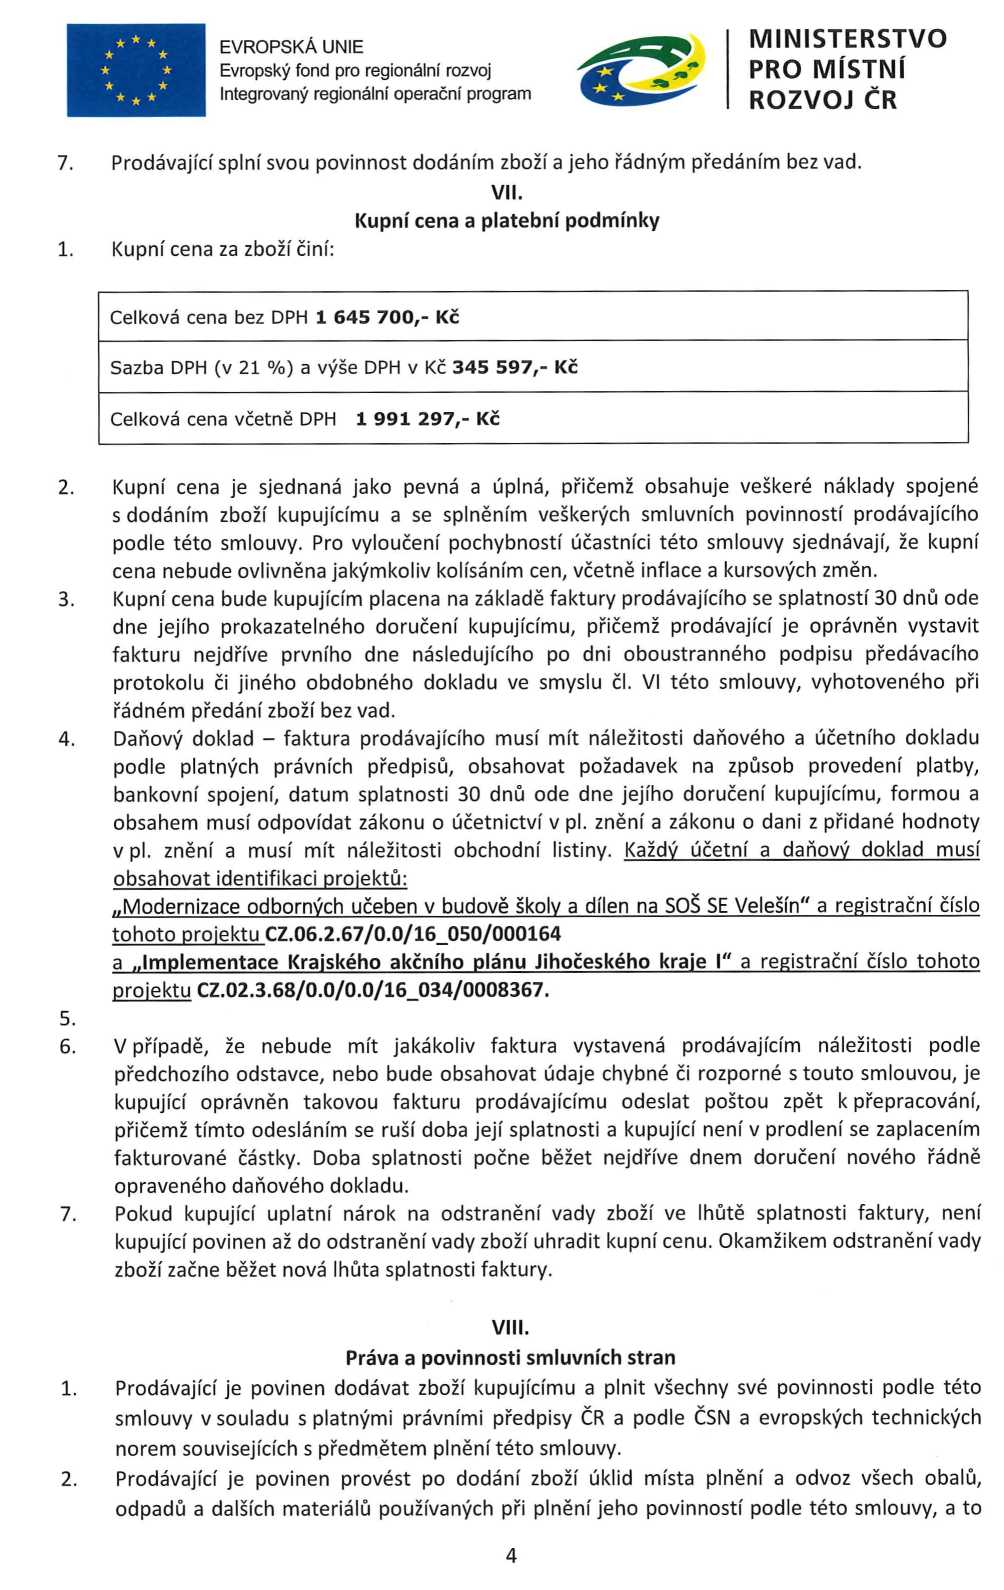 EVROPSKÁ UNIE
Evropský fond pro regionální rozvoj
Integrovaný regionální operační program
MINISTERSTVO
PRO MÍSTNÍ
ROZVOJ ČR
7. Prodávající splní svou povinnost dodáním zboží a jeho řádným předáním bez vad.
VII.
Kupní cena a platební podmínky
1. Kupní cena za zboží činí:
Celková cena bez DPH 1 645 700,- Kč
Sazba DPH (v 21 %) a výše DPH v Kč 345 597,- Kč
Celková cena včetně DPH 1 991 297,- Kč
2. Kupní cena je sjednaná jako pevná a úplná, přičemž obsahuje veškeré náklady spojené
s dodáním zboží kupujícímu a se splněním veškerých smluvních povinností prodávajícího
podle této smlouvy. Pro vyloučení pochybností účastníci této smlouvy sjednávají, že kupní
cena nebude ovlivněna jakýmkoliv kolísáním cen, včetně inflace a kursových změn.
3. Kupní cena bude kupujícím placena na základě faktury prodávajícího se splatností 30 dnů ode
dne jejího prokazatelného doručení kupujícímu, přičemž prodávající je oprávněn vystavit
fakturu nejdříve prvního dne následujícího po dni oboustranného podpisu předávacího
protokolu či jiného obdobného dokladu ve smyslu čl. VI této smlouvy, vyhotoveného při
řádném předání zboží bez vad.
4. Daňový doklad – faktura prodávajícího musí mít náležitosti daňového a účetního dokladu
podle platných právních předpisů, obsahovat požadavek na způsob provedení platby,
bankovní spojení, datum splatnosti 30 dnů ode dne jejího doručení kupujícímu, formou a
obsahem musí odpovídat zákonu o účetnictví v pl. znění a zákonu o dani z přidané hodnoty
v pl. znění a musí mít náležitosti obchodní listiny. Každý účetní a daňový doklad musí
obsahovat identifikaci projektů:
„Modernizace odborných učeben v budově školy a dílen na SOŠ SE Velešín“ a registrační číslo
tohoto projektu CZ.06.2.67/0.0/16_050/000164
a „Implementace Krajského akčního plánu Jihočeského kraje I“ a registrační číslo tohoto
projektu CZ.02.3.68/0.0/0.0/16_034/0008367.
5.
6. V případě, že nebude mít jakákoliv faktura vystavená prodávajícím náležitosti podle
předchozího odstavce, nebo bude obsahovat údaje chybné či rozporné s touto smlouvou, je
kupující oprávněn takovou fakturu prodávajícímu odeslat poštou zpět k přepracování,
přičemž tímto odesláním se ruší doba její splatnosti a kupující není v prodlení se zaplacením
fakturované částky. Doba splatnosti počne běžet nejdříve dnem doručení nového řádně
opraveného daňového dokladu.
7. Pokud kupující uplatní nárok na odstranění vady zboží ve lhůtě splatnosti faktury, není
kupující povinen až do odstranění vady zboží uhradit kupní cenu. Okamžikem odstranění vady
zboží začne běžet nová lhůta splatnosti faktury.
VIII.
Práva a povinnosti smluvních stran
1. Prodávající je povinen dodávat zboží kupujícímu a plnit všechny své povinnosti podle této
smlouvy v souladu s platnými právními předpisy ČR a podle ČSN a evropských technických
norem souvisejících s předmětem plnění této smlouvy.
2. Prodávající je povinen provést po dodání zboží úklid místa plnění a odvoz všech obalů,
odpadů a dalších materiálů používaných při plnění jeho povinností podle této smlouvy, a to
4